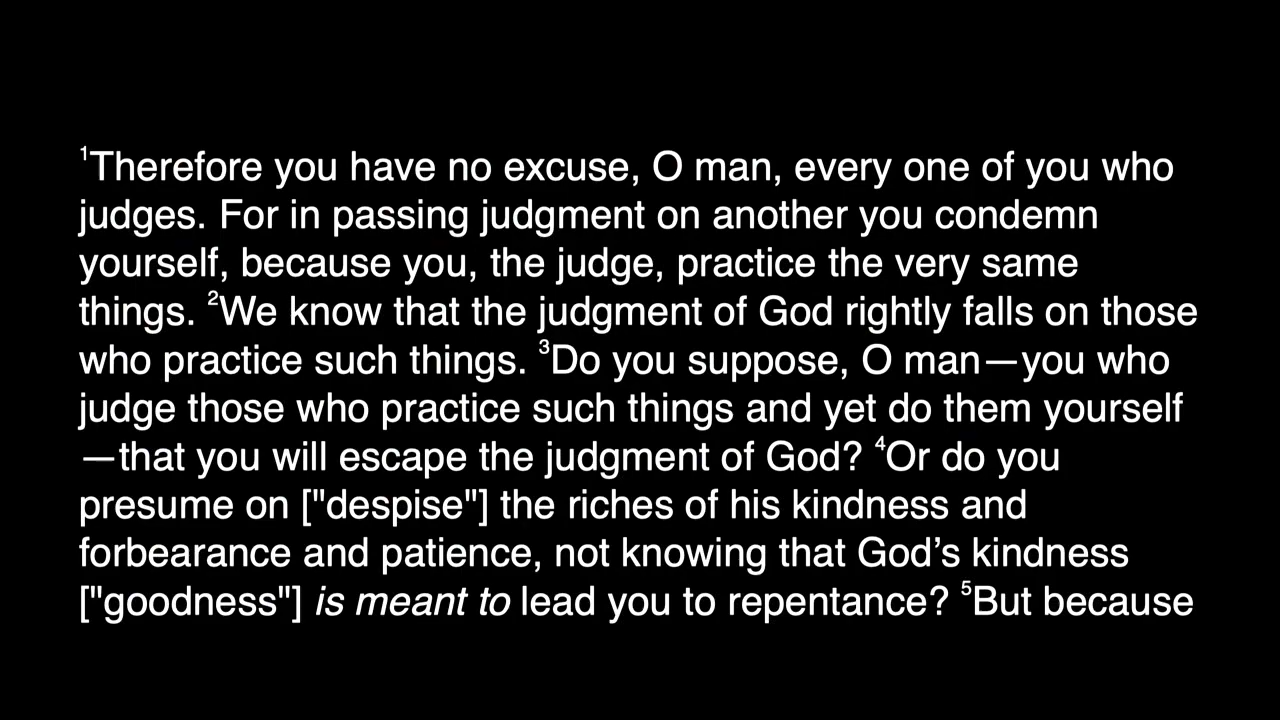 ¹Therefore you have no excuse, O man, every one of you who
judges. For in passing judgment on another you condemn
yourself, because you, the judge, practice the very same
things. ²We know that the judgment of God rightly falls on those
who practice such things. ³Do you suppose, O man—you who
judge those who practice such things and yet do them yourself
—that you will escape the judgment of God? ⁴Or do you
presume on ["despise"] the riches of his kindness and
forbearance and patience, not knowing that God’s kindness
["goodness"] is meant to lead you to repentance? ⁵But because